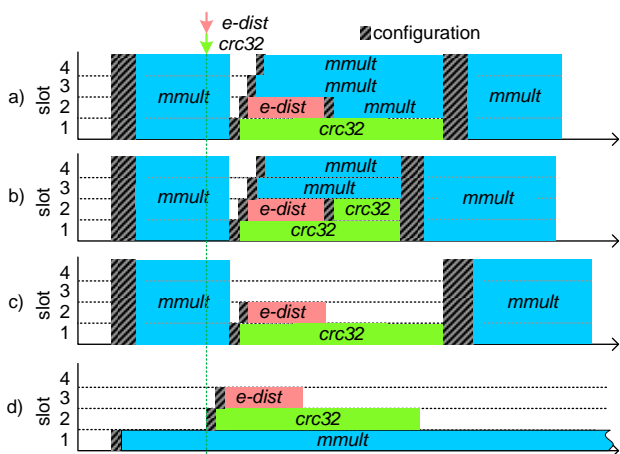 e-dist
crc32
configuration
a)
slot
4
3
2
1
mmult
mmult
mmult
e-dist
mmult
crc32
mmult
b)
slot
4
3
2
1
mmult
mmult
mmult
e-dist
crc32
crc32
mmult
c)
slot
4
3
2
1
mmult
e-dist
crc32
mmult
d)
slot
4
3
2
1
e-dist
crc32
mmult